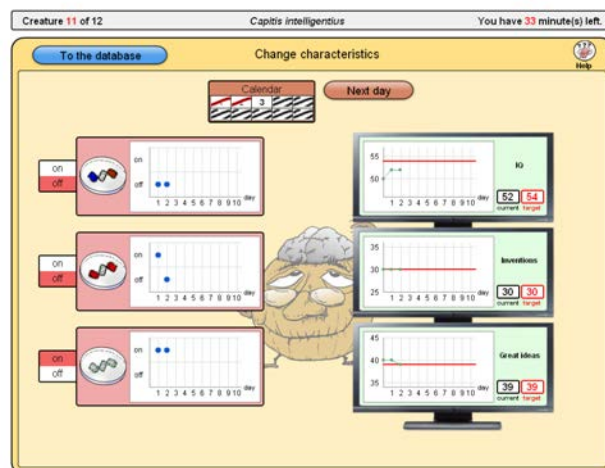 Creature 11 of 12
Capitis intelligentius
You have 33 minute(s) left.
To the database
Change characteristics
Help
Calendar
3
Next day
on
off
on
off
1 2 3 4 5 6 7 8 9 10 day
55
50
1 2 3 4 5 6 7 8 9 10 day
IQ
52 54
current target
on
off
on
off
1 2 3 4 5 6 7 8 9 10 day
35
30
25
1 2 3 4 5 6 7 8 9 10 day
Inventions
30 30
current target
on
off
on
off
1 2 3 4 5 6 7 8 9 10 day
45
40
35
1 2 3 4 5 6 7 8 9 10 day
Great ideas
39 39
current target